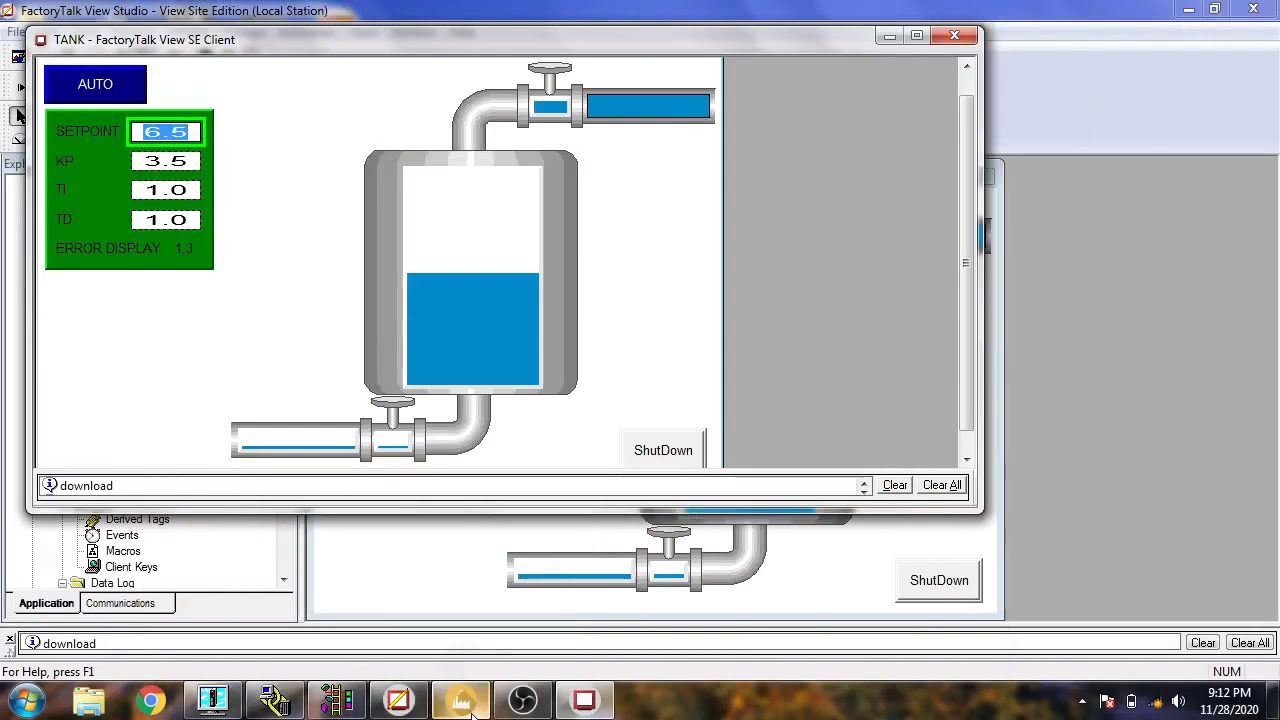 FactoryTalk View Studio - View Site Edition (Local Station)
TANK - FactoryTalk View SE Client
AUTO
SETPOINT 6.5
KP 3.5
TI 1.0
TD 1.0
ERROR DISPLAY 1.3
ShutDown
download
Clear Clear All
Derived Tags
Events
Macros
Client Keys
Data Log
Application Communications
ShutDown
download
Clear Clear All
For Help, press F1
NUM
9:12 PM
11/28/2020